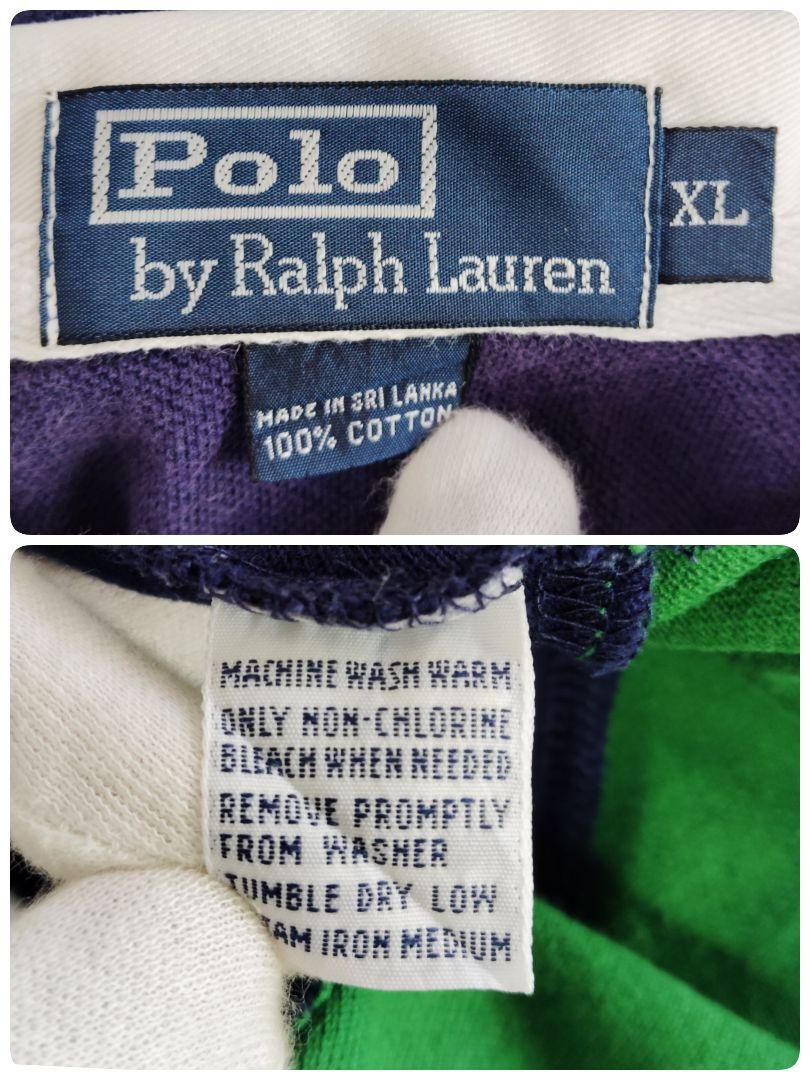 Polo
by Ralph Lauren
XL
MADE IN SRI LANKA
100% COTTON
MACHINE WASH WARM
ONLY NON-CHLORINE
BLEACH WHEN NEEDED
REMOVE PROMPTLY
FROM WASHER
TUMBLE DRY LOW
IRON MEDIUM